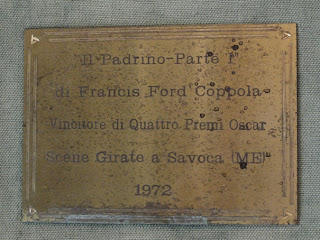 "Il Padrino-Parte I"
di Francis Ford Coppola
Vincitore di Quattro Premi Oscar
Scene Girate a Savoca (ME)
1972